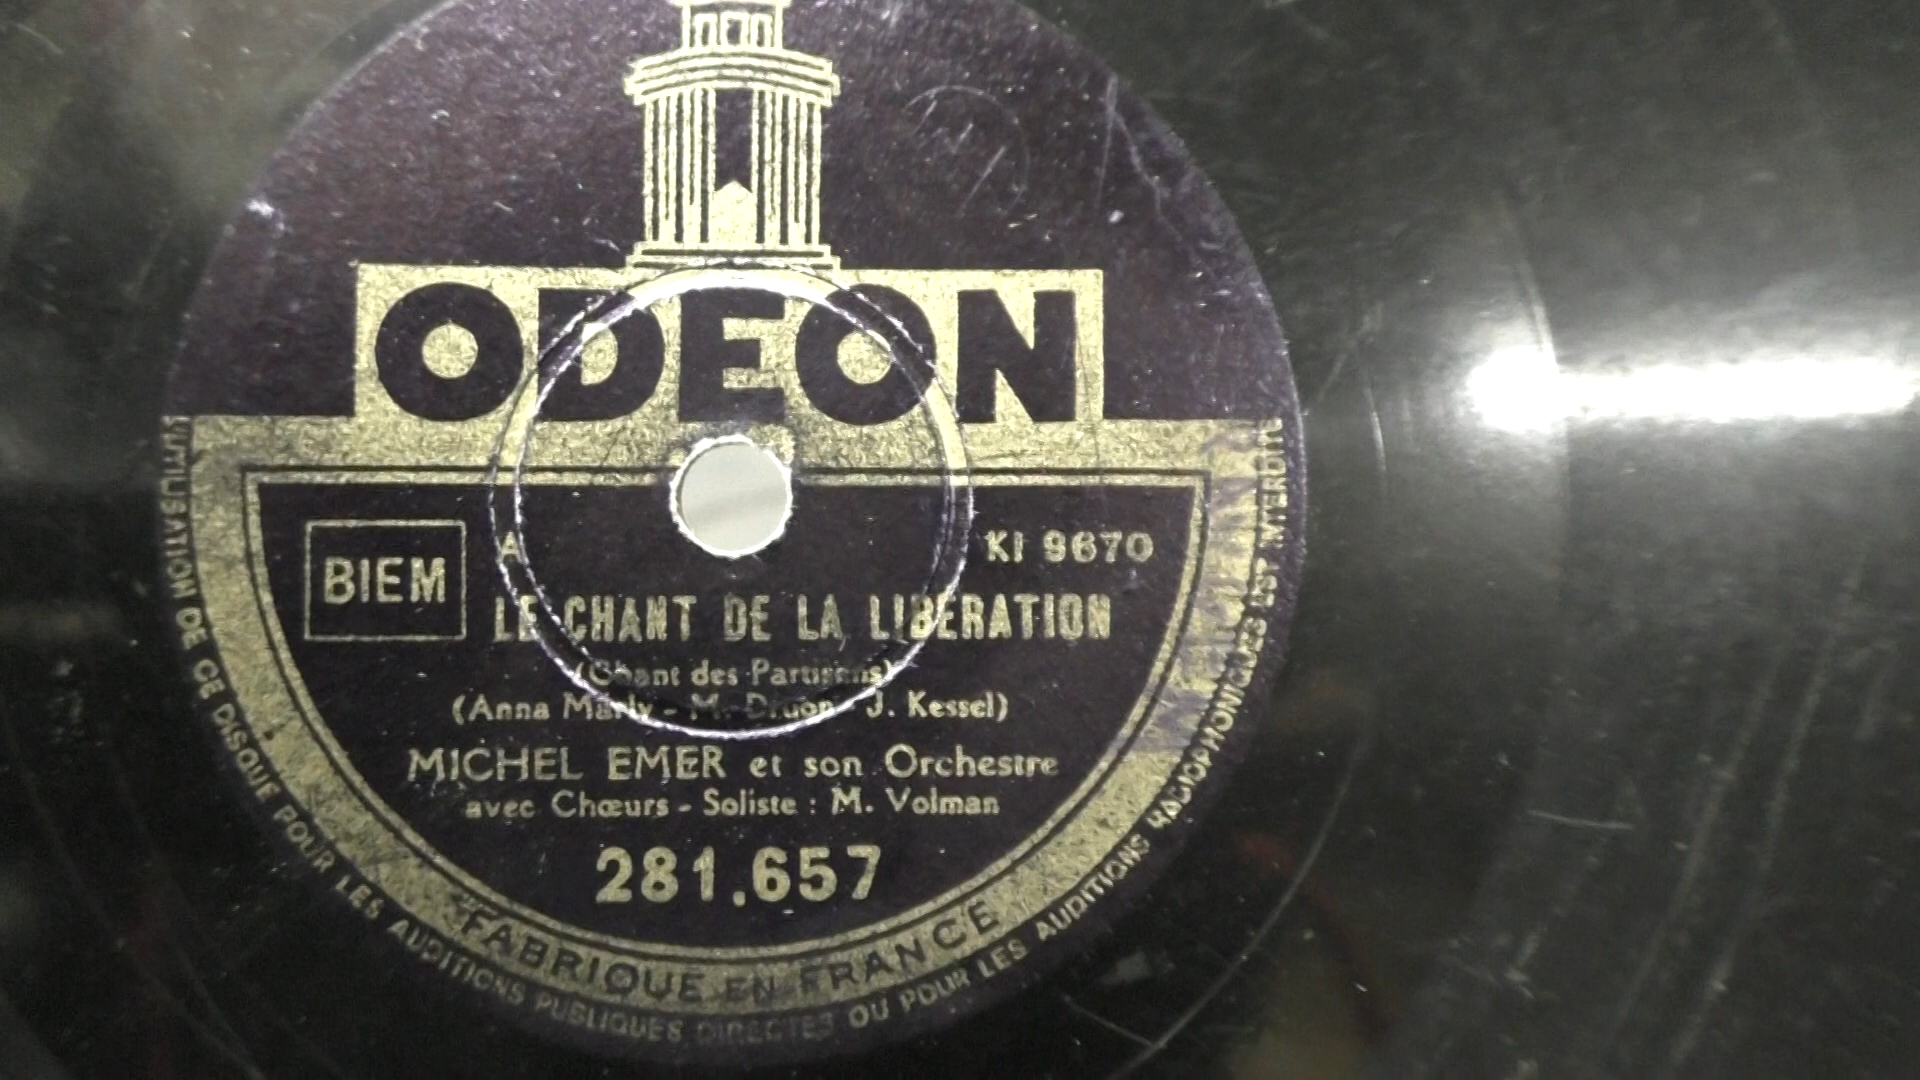 ODEON
BIEM
A
KI 9670
LE CHANT DE LA LIBERATION
(Chant des Partisans)
(Anna Marly - M. Druon - J. Kessel)
MICHEL EMER et son Orchestre
avec Chœurs - Soliste : M. Volman
281.657
FABRIQUE EN FRANCE
L'UTILISATION DE CE DISQUE POUR LES AUDITIONS PUBLIQUES DIRECTES OU POUR LES AUDITIONS RADIOPHONIQUES EST INTERDITE